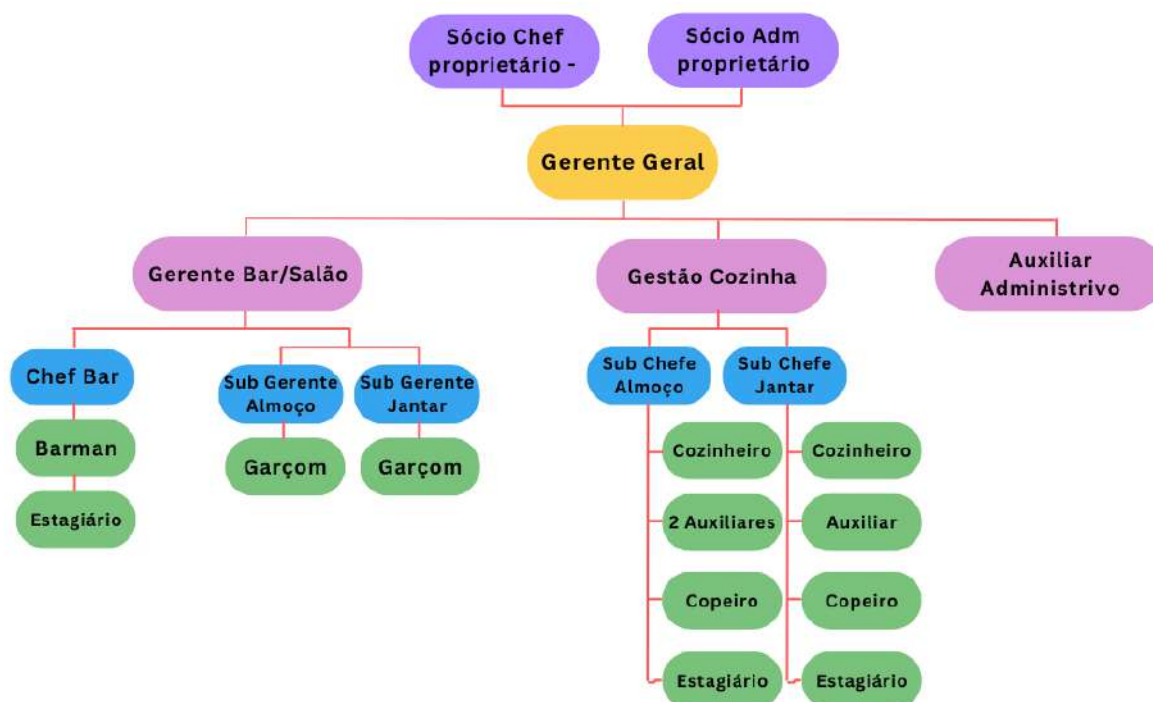 Sócio Chef
proprietário -
Sócio Adm
proprietário
Gerente Geral
Gerente Bar/Salão
Gestão Cozinha
Auxiliar
Administrivo
Chef Bar
Sub Gerente
Almoço
Sub Gerente
Jantar
Sub Chefe
Almoço
Sub Chefe
Jantar
Barman
Garçom
Garçom
Cozinheiro
Cozinheiro
Estagiário
2 Auxiliares
Auxiliar
Copeiro
Copeiro
Estagiário
Estagiário